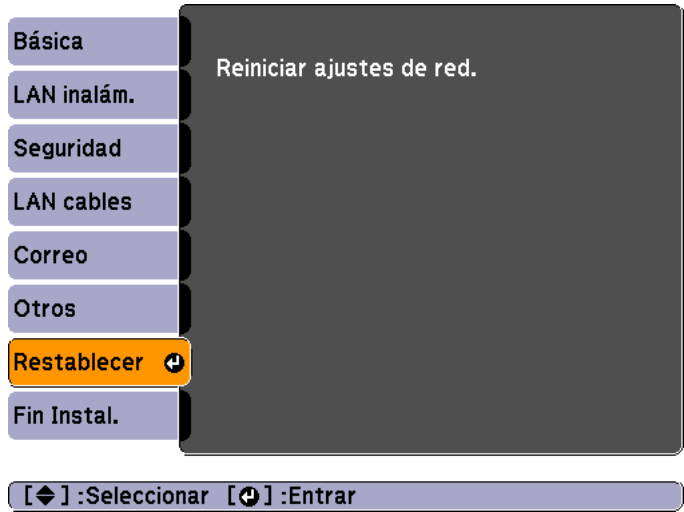 Básica
LAN inalám.
Seguridad
LAN cables
Correo
Otros
Restablecer
Fin Instal.
Reiniciar ajustes de red.
[ ] :Seleccionar [ ] :Entrar